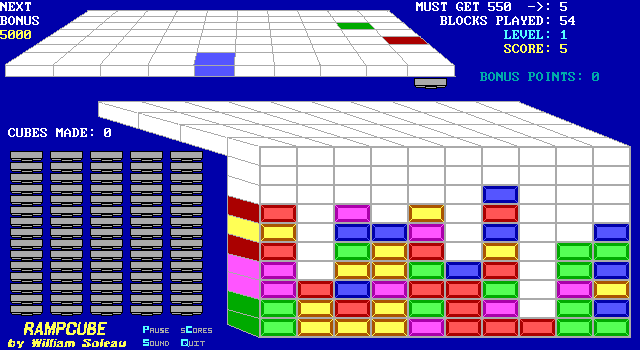 NEXT
BONUS
5000
MUST GET 550 ->: 5
BLOCKS PLAYED: 54
LEVEL: 1
SCORE: 5
BONUS POINTS: 0
CUBES MADE: 0
RAMPCUBE
by William Soleau
PAUSE sCORES
SOUND QUIT